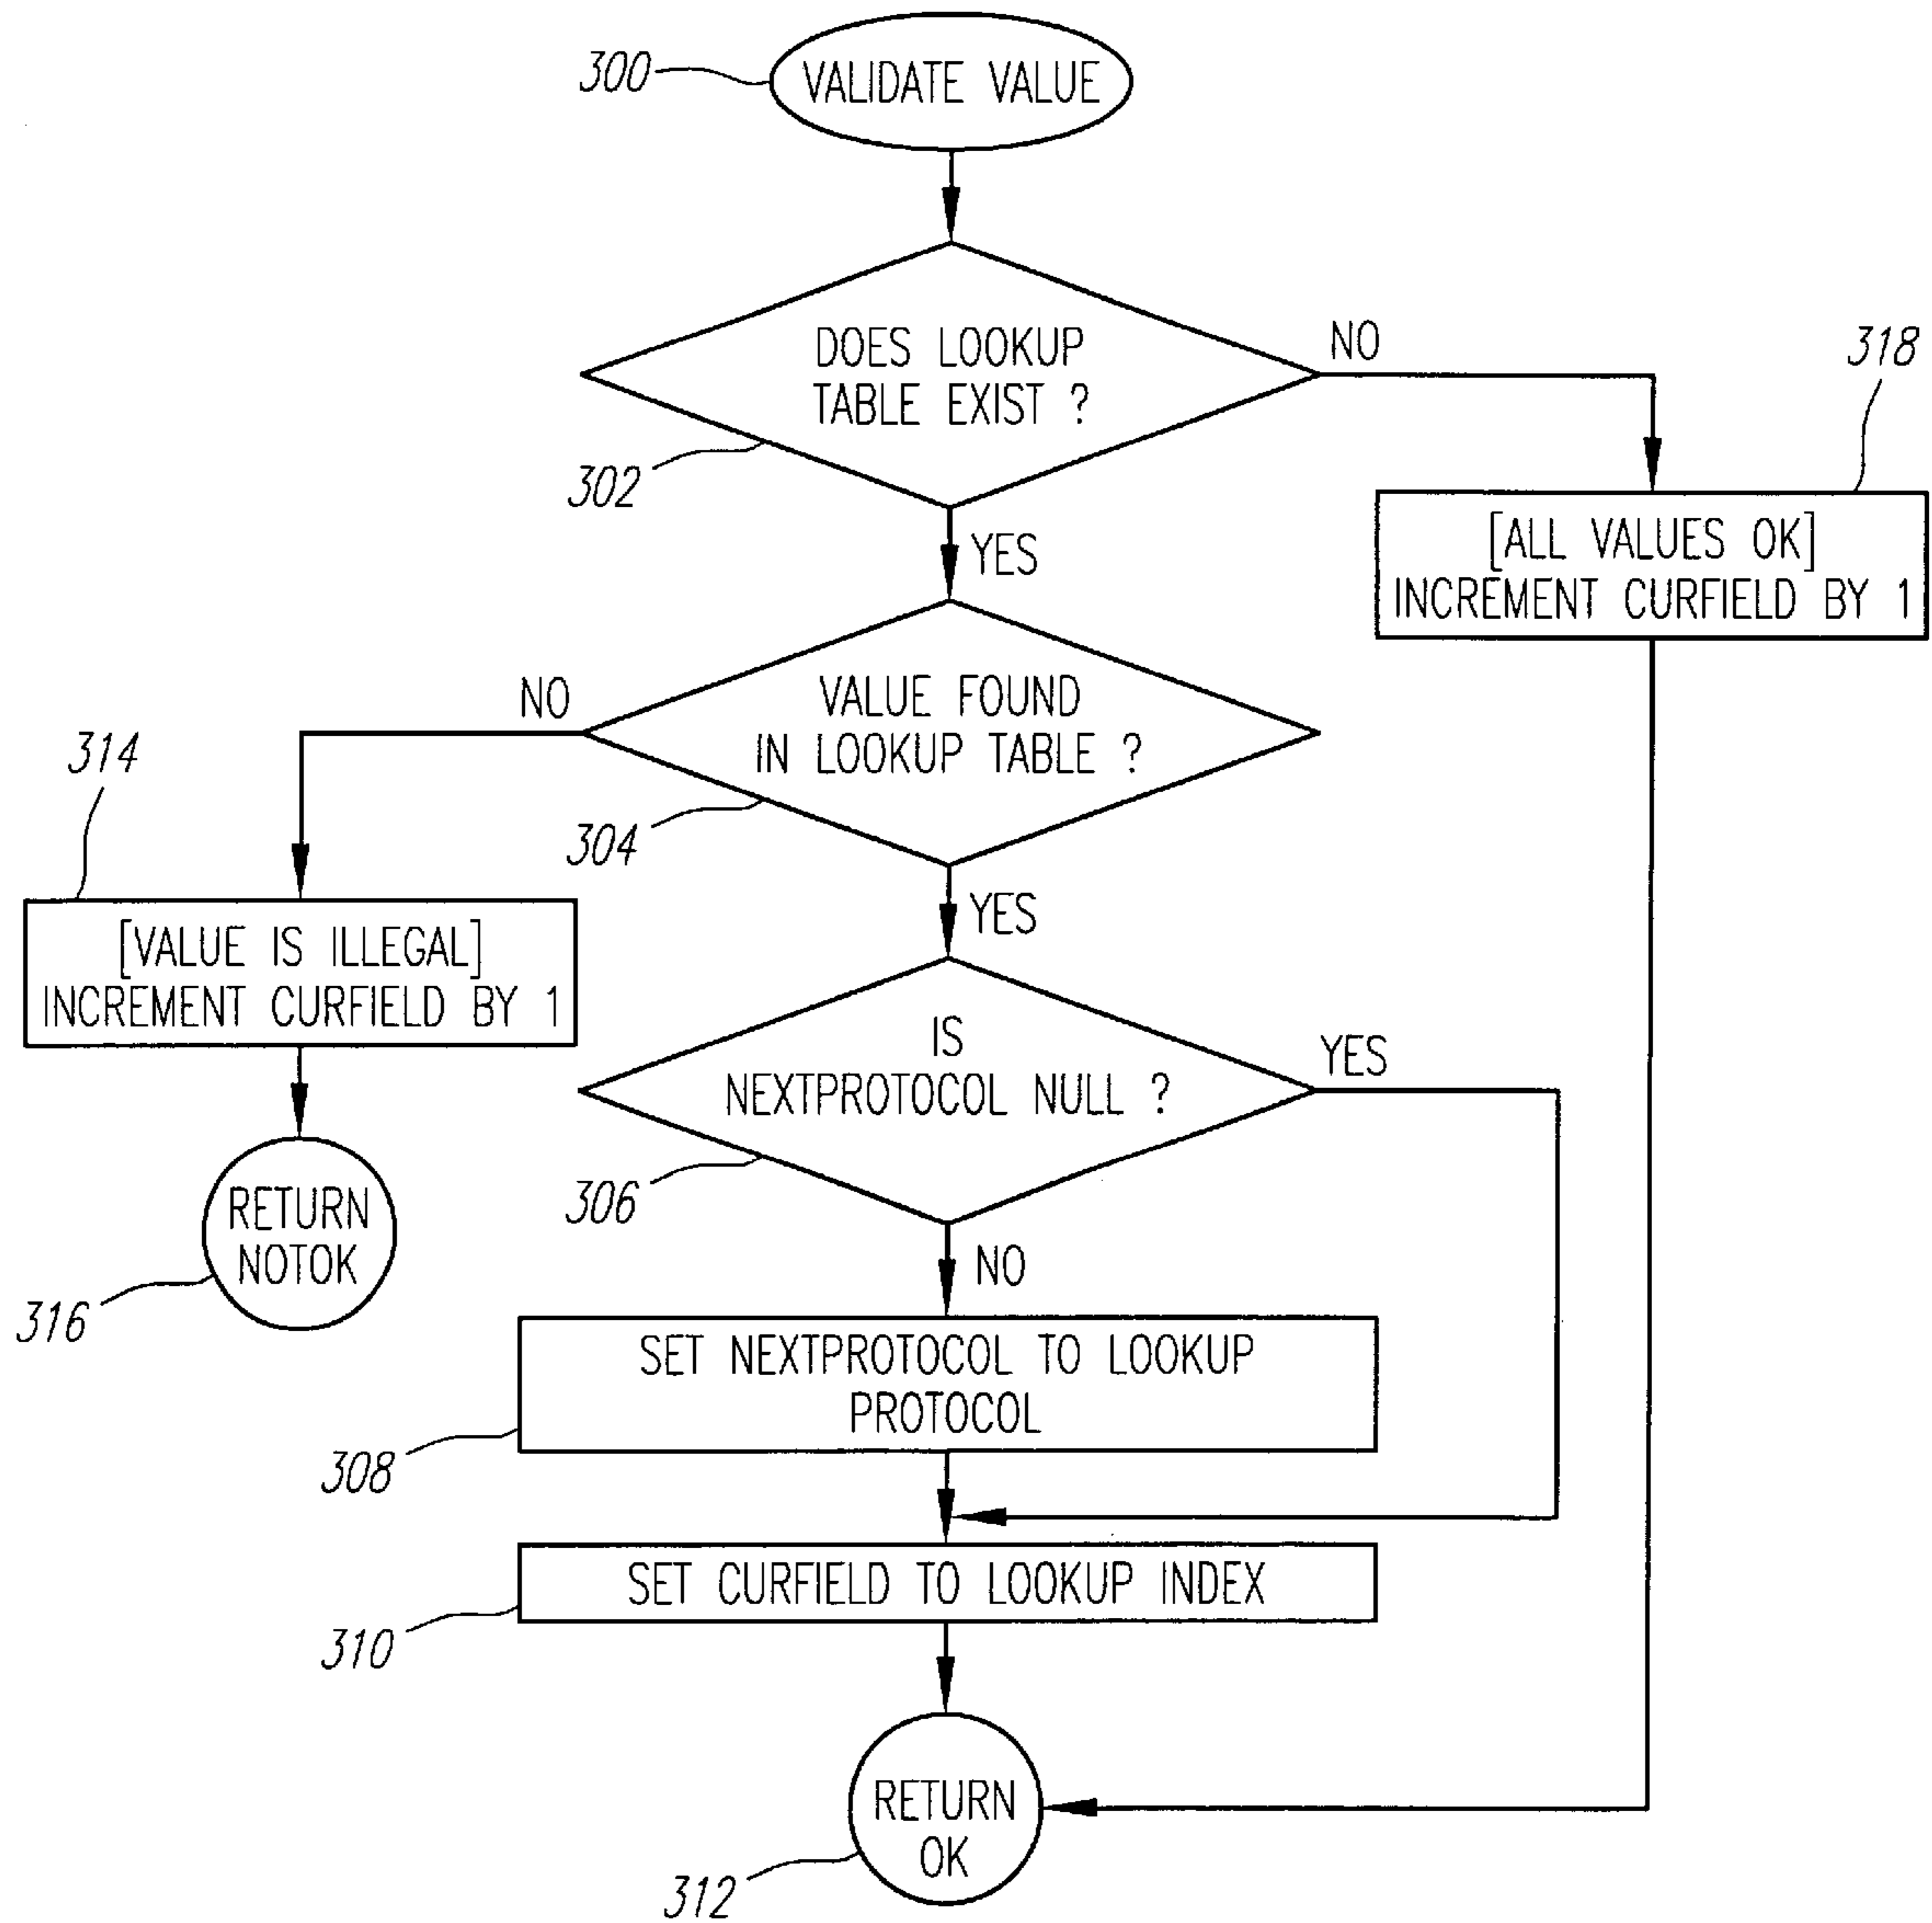 300
VALIDATE VALUE
DOES LOOKUP
TABLE EXIST ?
302
NO
318
[ALL VALUES OK]
INCREMENT CURFIELD BY 1
YES
VALUE FOUND
IN LOOKUP TABLE ?
304
NO
314
[VALUE IS ILLEGAL]
INCREMENT CURFIELD BY 1
RETURN
NOTOK
316
YES
IS
NEXTPROTOCOL NULL ?
306
YES
NO
SET NEXTPROTOCOL TO LOOKUP
PROTOCOL
308
SET CURFIELD TO LOOKUP INDEX
310
RETURN
OK
312